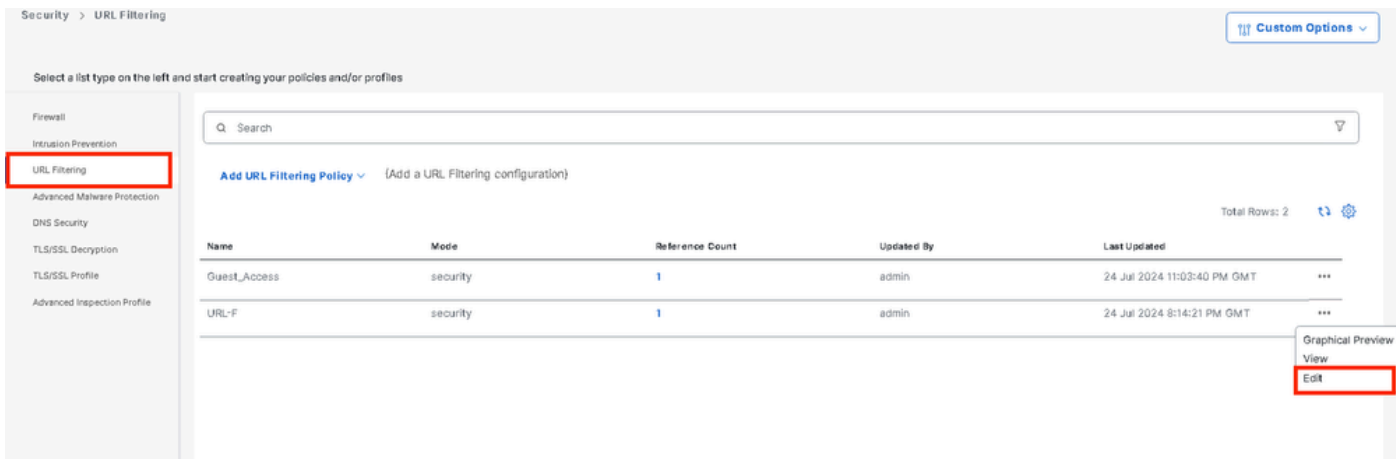 Security > URL Filtering
Custom Options
Select a list type on the left and start creating your policies and/or profiles
Firewall
Intrusion Prevention
URL Filtering
Advanced Malware Protection
DNS Security
TLS/SSL Decryption
TLS/SSL Profile
Advanced Inspection Profile
Search
Add URL Filtering Policy (Add a URL Filtering configuration)
Total Rows: 2
Name Mode Reference Count Updated By Last Updated
Guest_Access security 1 admin 24 Jul 2024 11:03:40 PM GMT ...
URL-F security 1 admin 24 Jul 2024 8:14:21 PM GMT ...
Graphical Preview
View
Edit